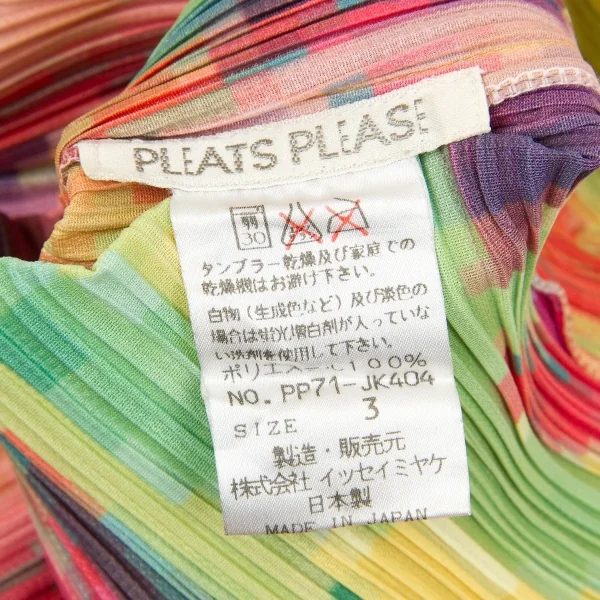 PLEATS PLEASE
弱
30
タンブラー乾燥及び家庭での
乾燥機はお避け下さい。
白物（生成色など）及び淡色の
場合は蛍光増白剤が入っていな
い洗剤を使用して下さい。
ポリエステル100%
NO. PP71-JK404
SIZE 3
製造・販売元
株式会社 イッセイミヤケ
日本製
MADE IN JAPAN